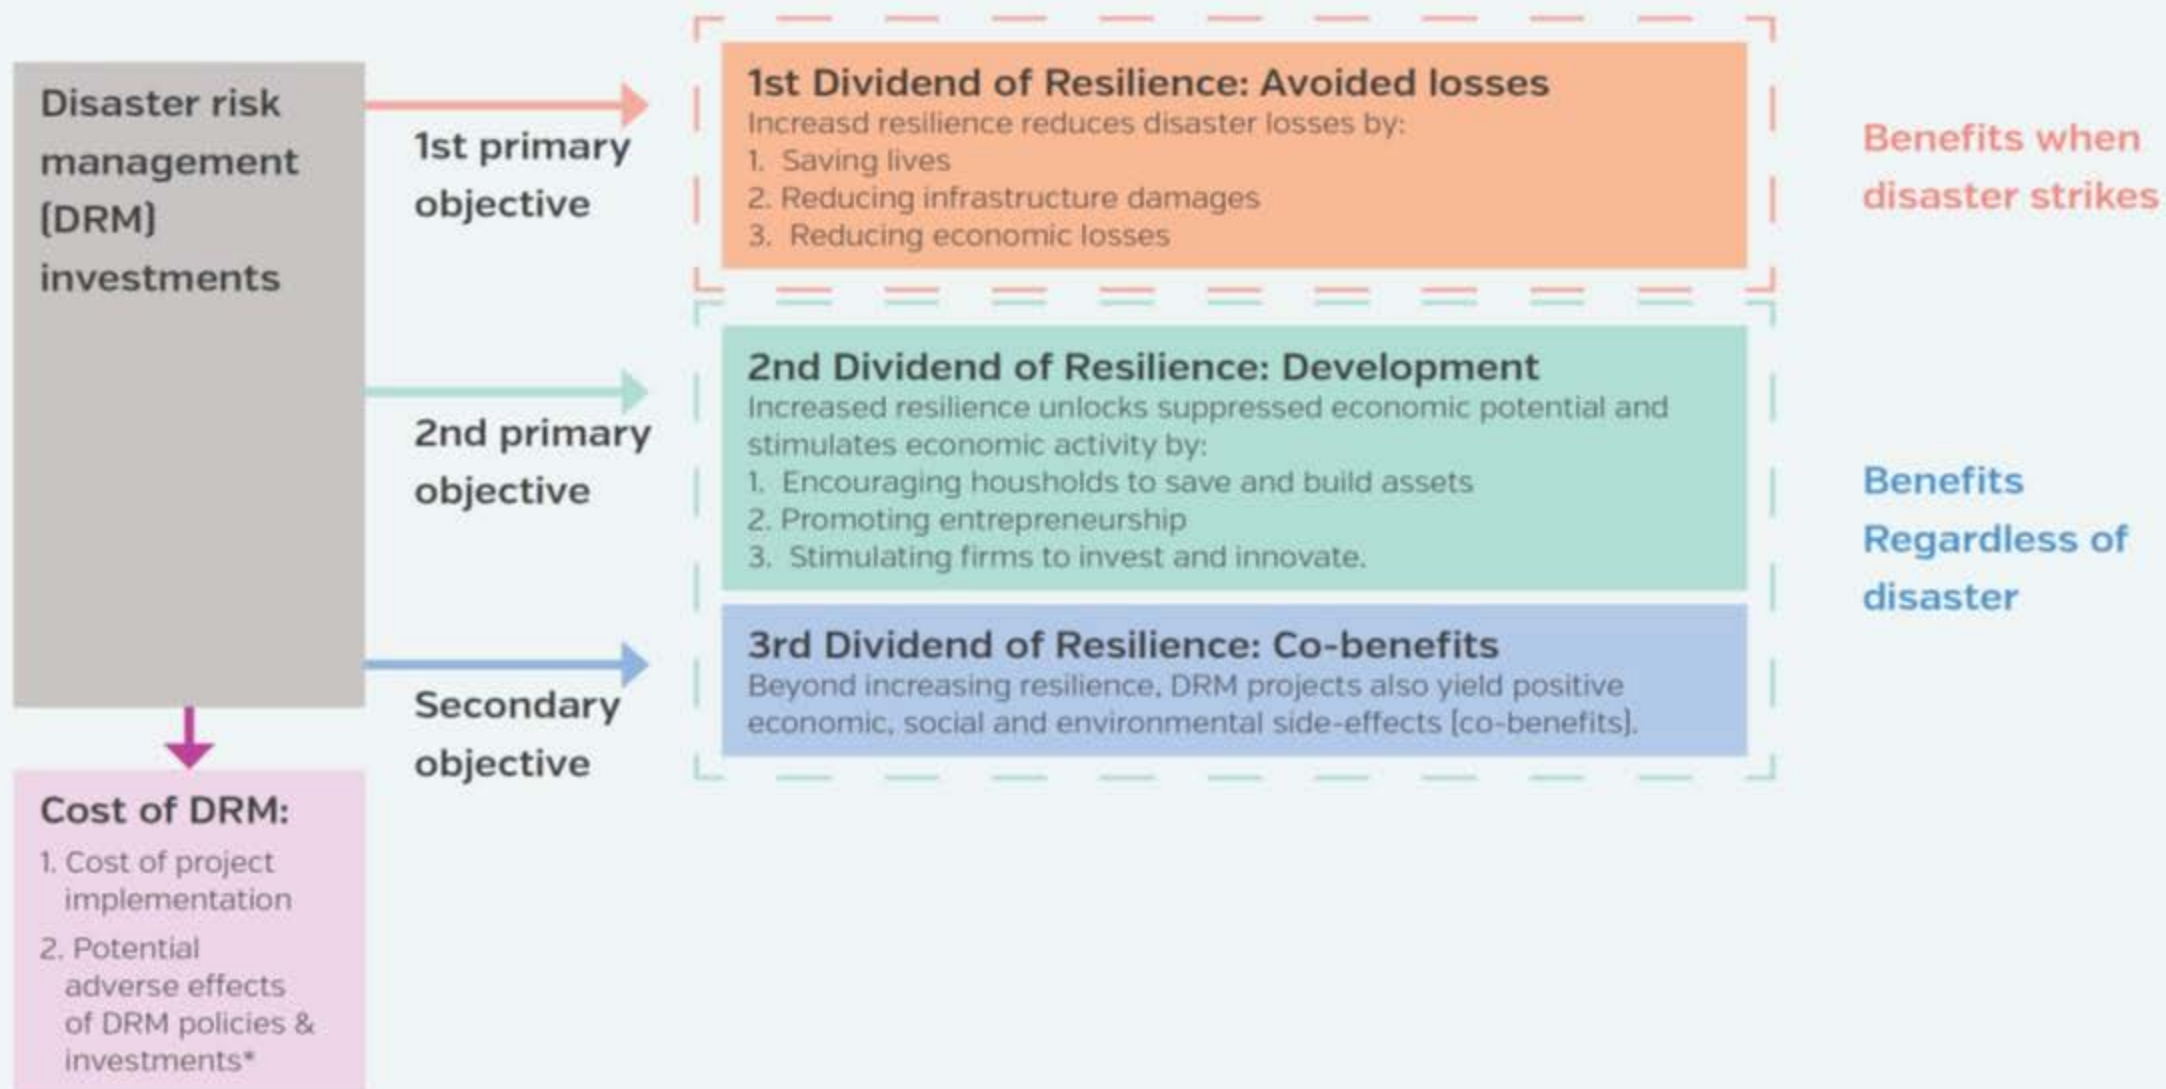 Disaster risk
management
(DRM)
investments
1st primary
objective
1st Dividend of Resilience: Avoided losses
Increasd resilience reduces disaster losses by:
1. Saving lives
2. Reducing infrastructure damages
3. Reducing economic losses
Benefits when
disaster strikes
2nd primary
objective
2nd Dividend of Resilience: Development
Increased resilience unlocks suppressed economic potential and
stimulates economic activity by:
1. Encouraging housholds to save and build assets
2. Promoting entrepreneurship
3. Stimulating firms to invest and innovate.
Benefits
Regardless of
disaster
Secondary
objective
3rd Dividend of Resilience: Co-benefits
Beyond increasing resilience, DRM projects also yield positive
economic, social and environmental side-effects (co-benefits).
Cost of DRM:
1. Cost of project
implementation
2. Potential
adverse effects
of DRM policies &
investments*